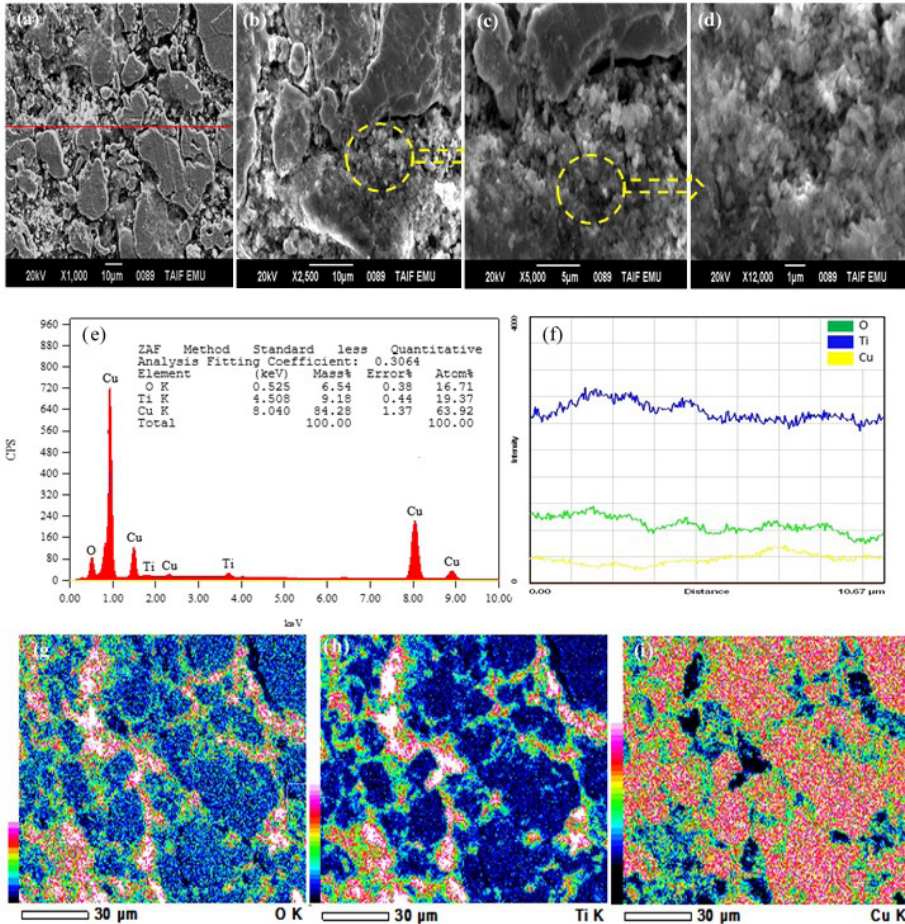 (a)
(b)
(c)
(d)
20kV X1,000 10µm 0089 TAIF EMU
20kV X2,500 10µm 0089 TAIF EMU
20kV X5,000 5µm 0089 TAIF EMU
20kV X12,000 1µm 0089 TAIF EMU
(e)
960
880
800
720
640
560
480
400
320
240
160
80
0
CPS
ZAF Method Standard less Quantitative
Analysis Fitting Coefficient: 0.3064
Element (keV) Mass% Error% Atom%
O K 0.525 6.54 0.38 16.71
Ti K 4.508 9.18 0.44 19.37
Cu K 8.040 84.28 1.37 63.92
Total 100.00 100.00
Cu
O
Cu
Ti
Cu
Ti
Cu
Cu
0.00 1.00 2.00 3.00 4.00 5.00 6.00 7.00 8.00 9.00 10.00
keV
(f)
4000
Intensity
0
O
Ti
Cu
0.00 Distance 10.67 µm
(g)
30 µm O K
(h)
30 µm Ti K
(i)
30 µm Cu K